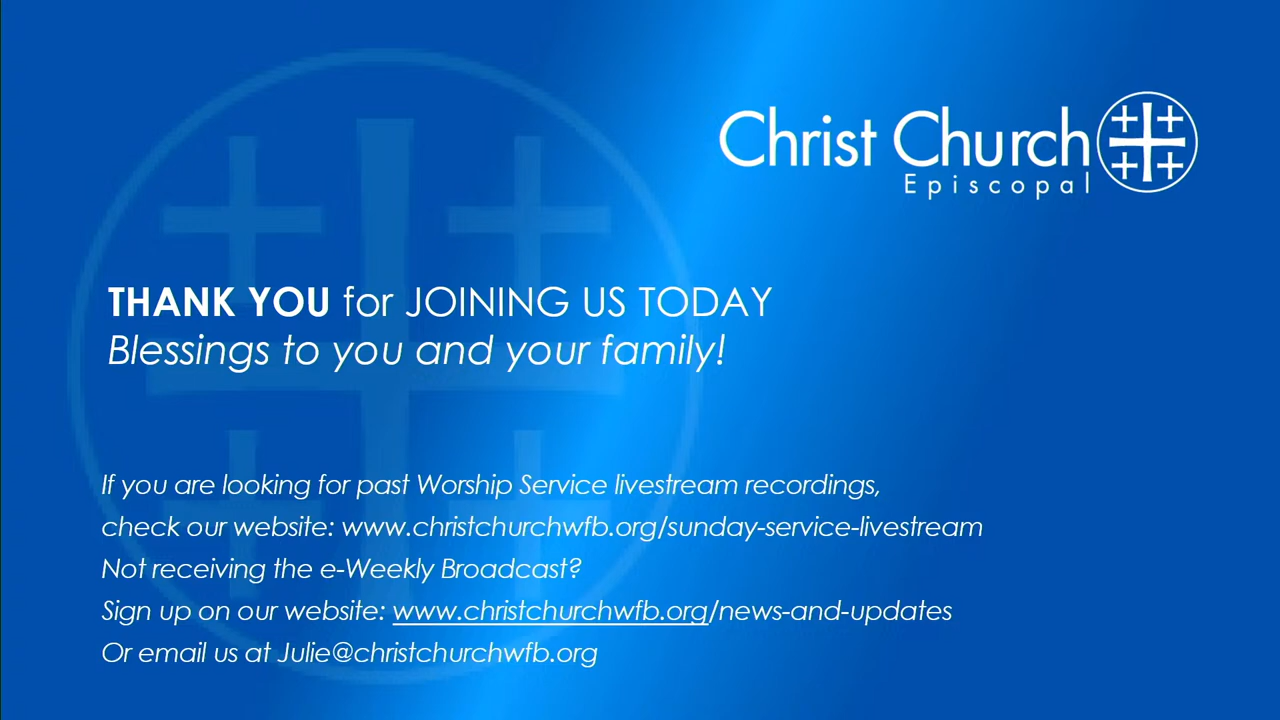 Christ Church
Episcopal
THANK YOU for JOINING US TODAY
Blessings to you and your family!
If you are looking for past Worship Service livestream recordings,
check our website: www.christchurchwfb.org/sunday-service-livestream
Not receiving the e-Weekly Broadcast?
Sign up on our website: www.christchurchwfb.org/news-and-updates
Or email us at Julie@christchurchwfb.org